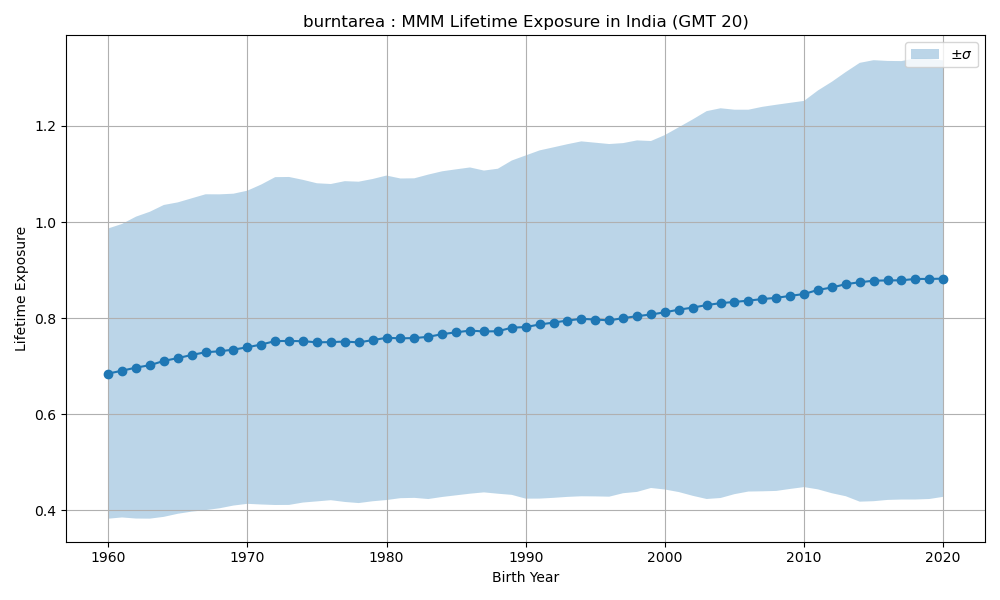 burntarea : MMM Lifetime Exposure in India (GMT 20)
±σ
Lifetime Exposure
1.2
1.0
0.8
0.6
0.4
1960 1970 1980 1990 2000 2010 2020
Birth Year